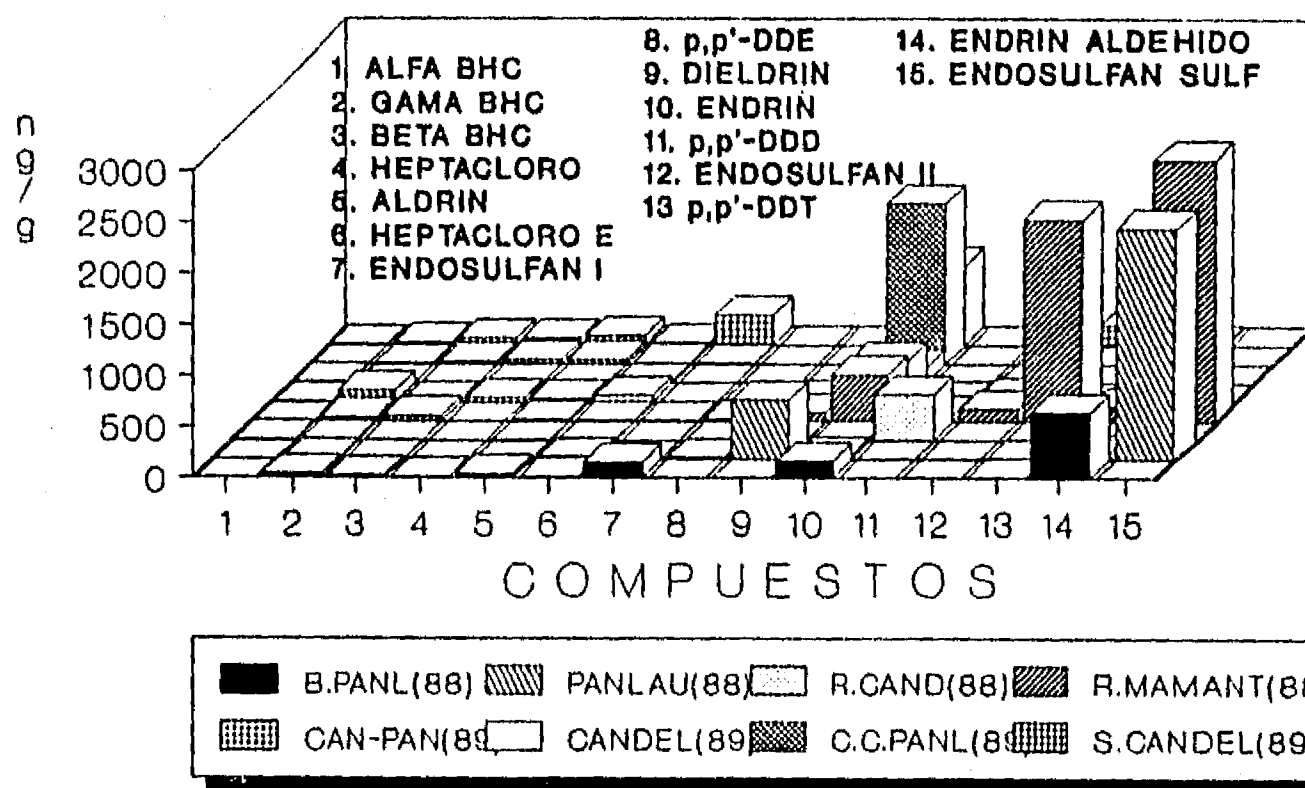 ng/g
3000
2500
2000
1500
1000
500
0
1 ALFA BHC
2. GAMA BHC
3. BETA BHC
4. HEPTACLORO
5. ALDRIN
6. HEPTACLORO E
7. ENDOSULFAN I
8. p,p'-DDE
9. DIELDRIN
10. ENDRIN
11. p,p'-DDD
12. ENDOSULFAN II
13 p,p'-DDT
14. ENDRIN ALDEHIDO
15. ENDOSULFAN SULF
1 2 3 4 5 6 7 8 9 10 11 12 13 14 15
COMPUESTOS
B.PANL(88) PANLAU(88) R.CAND(88) R.MAMANT(88
CAN-PAN(89 CANDEL(89 C.C.PANL(89 S.CANDEL(89